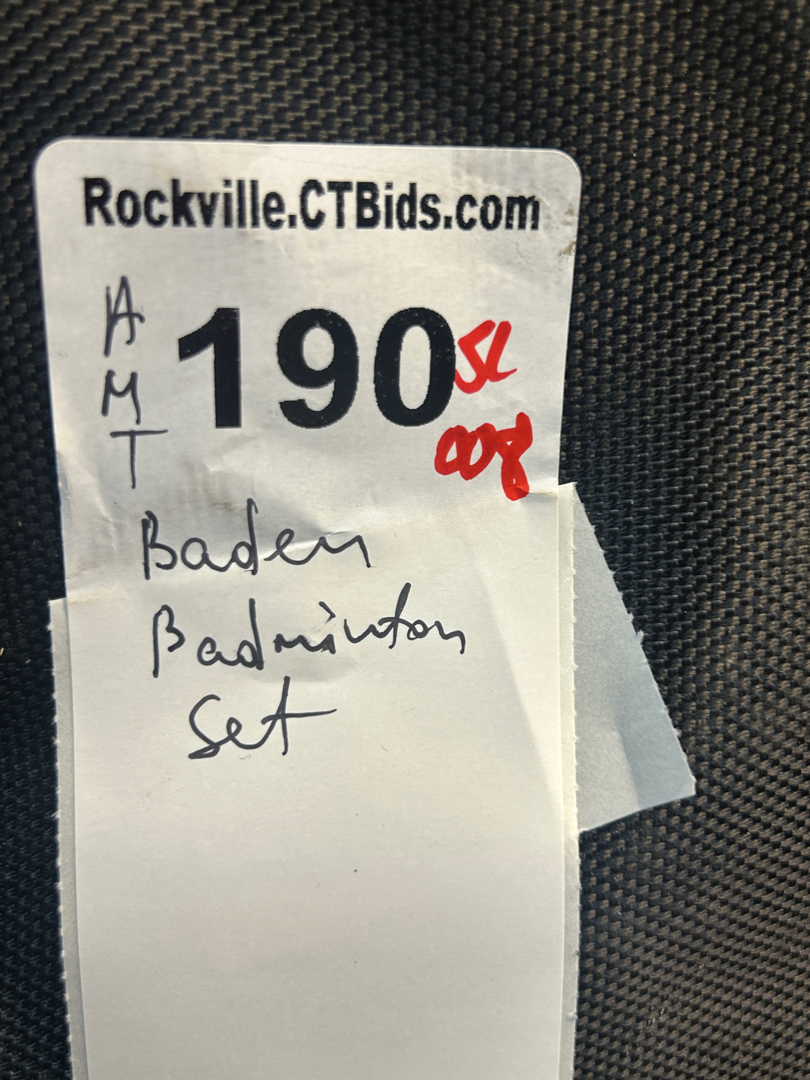 Rockville.CTBids.com
AMT
190
SL
008
Baden
Badminton
Set